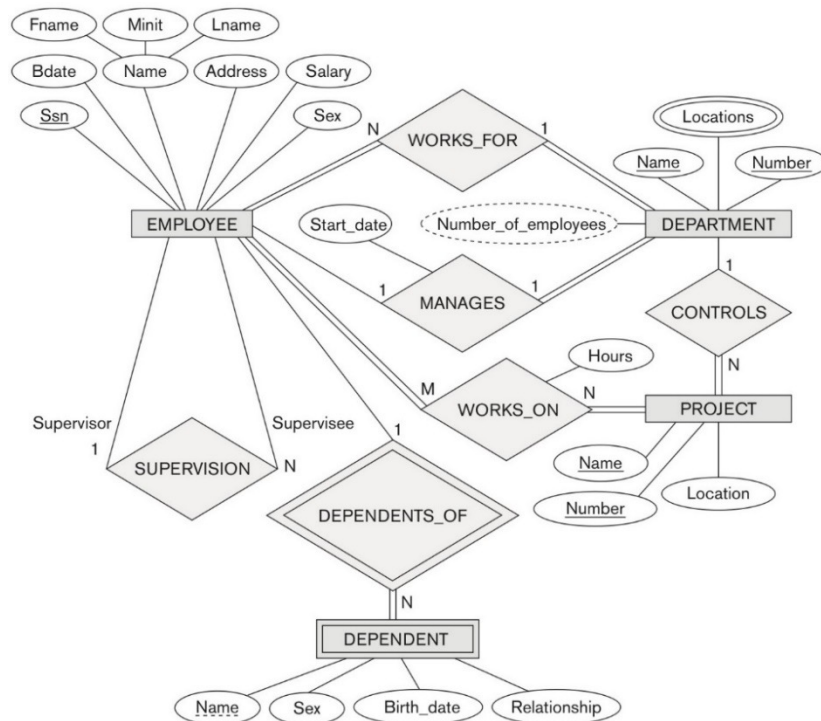 Fname Minit Lname
Bdate Name Address Salary
Ssn Sex
N WORKS_FOR 1
Locations
Name Number
EMPLOYEE Start_date Number_of_employees DEPARTMENT
1 MANAGES 1
1
CONTROLS
N
Hours
M WORKS_ON N PROJECT
Supervisor Supervisee
1 SUPERVISION N
1
Name
Number Location
DEPENDENTS_OF
N
DEPENDENT
Name Sex Birth_date Relationship